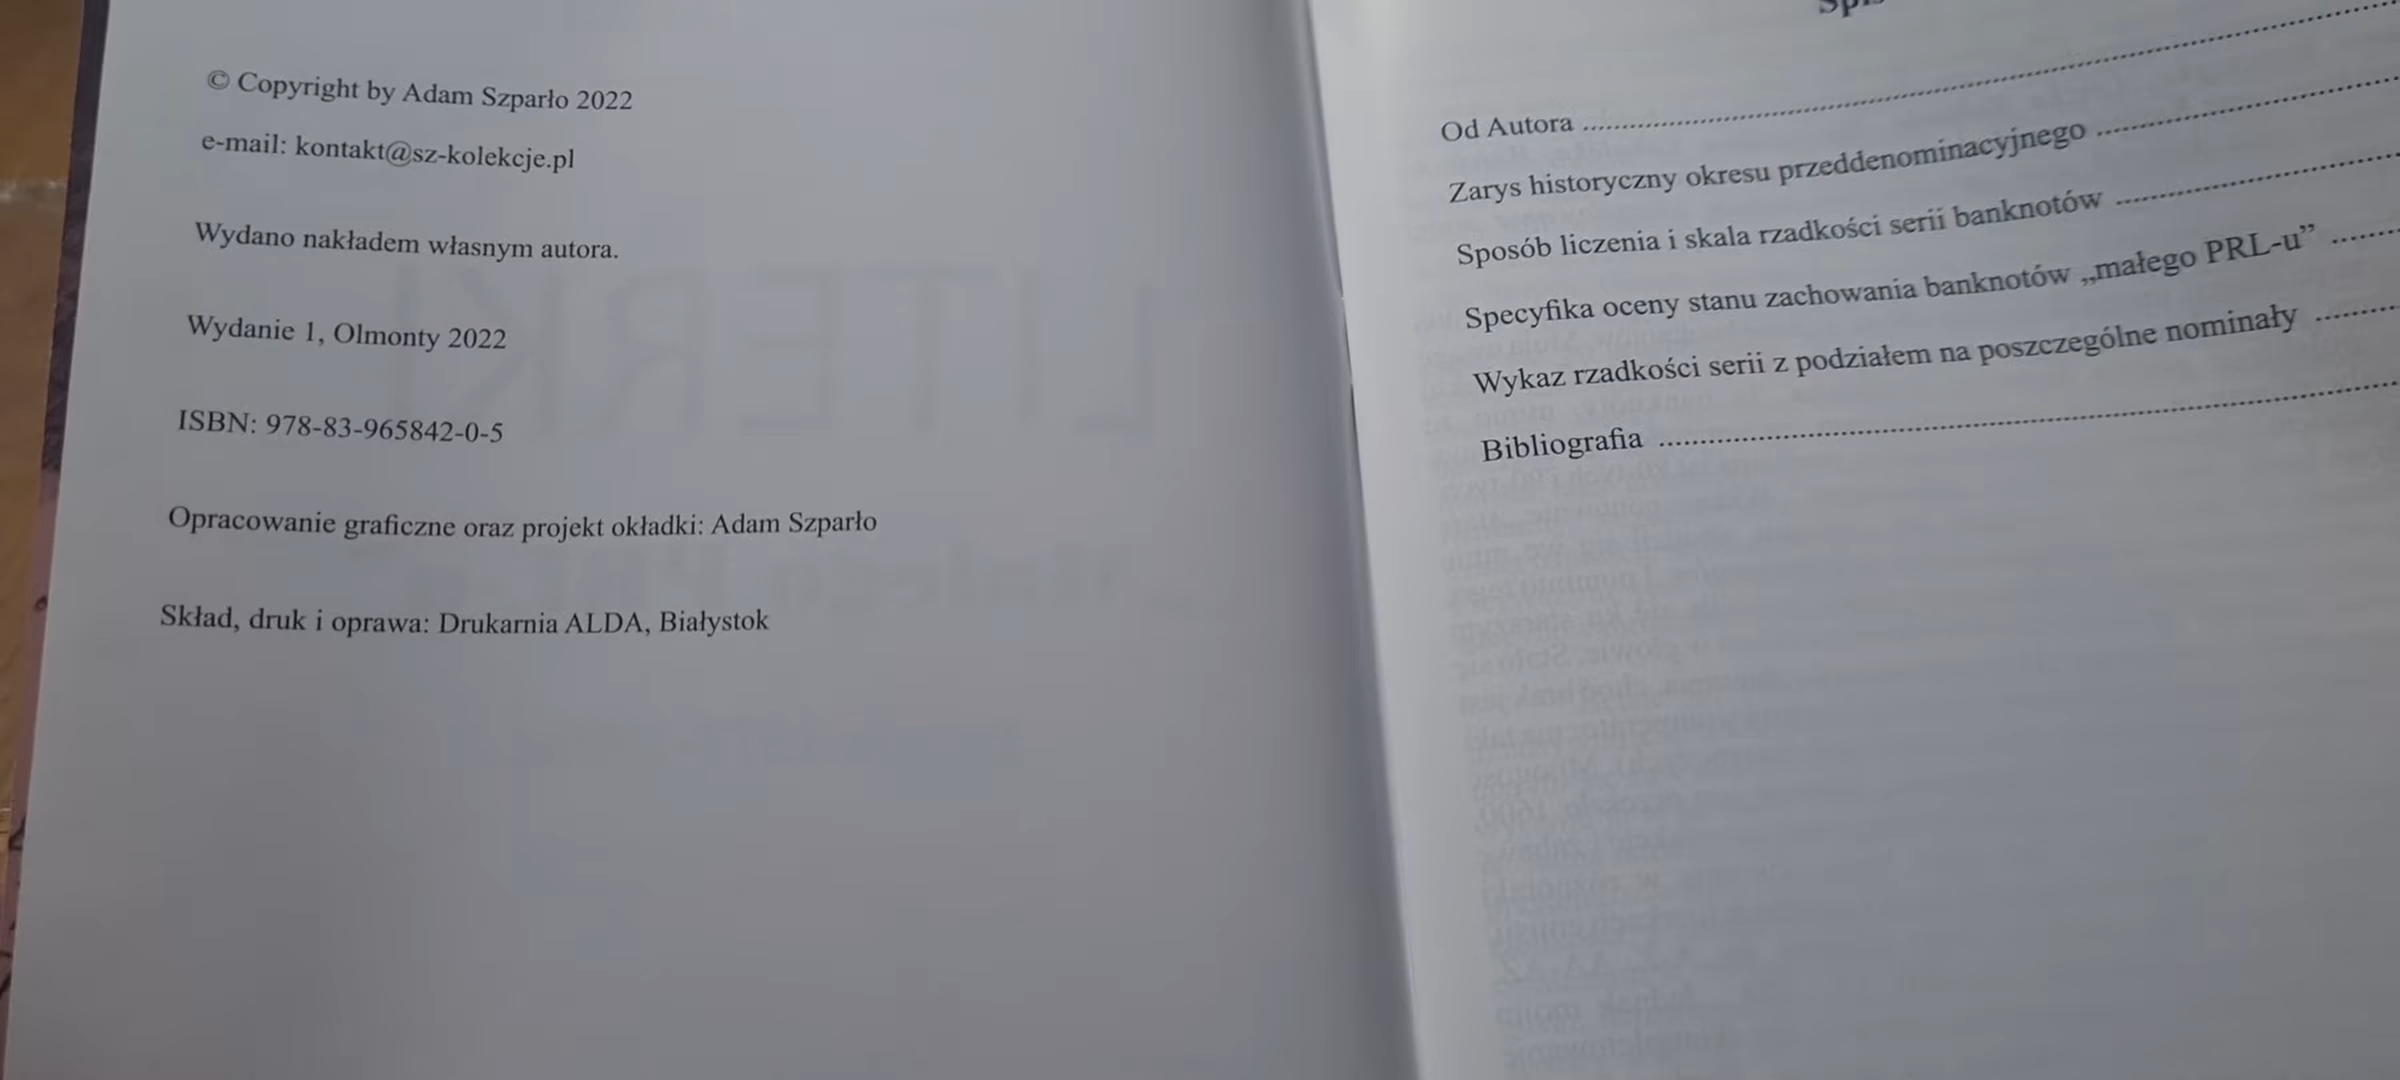 © Copyright by Adam Szparło 2022
e-mail: kontakt@sz-kolekcje.pl
Wydano nakładem własnym autora.
Wydanie 1, Olmonty 2022
ISBN: 978-83-965842-0-5
Opracowanie graficzne oraz projekt okładki: Adam Szparło
Skład, druk i oprawa: Drukarnia ALDA, Białystok
Od Autora ................................................................
Zarys historyczny okresu przeddenominacyjnego ................................
Sposób liczenia i skala rzadkości serii banknotów ................................
Specyfika oceny stanu zachowania banknotów „małego PRL-u” ........
Wykaz rzadkości serii z podziałem na poszczególne nominały ..........
Bibliografia ................................................................